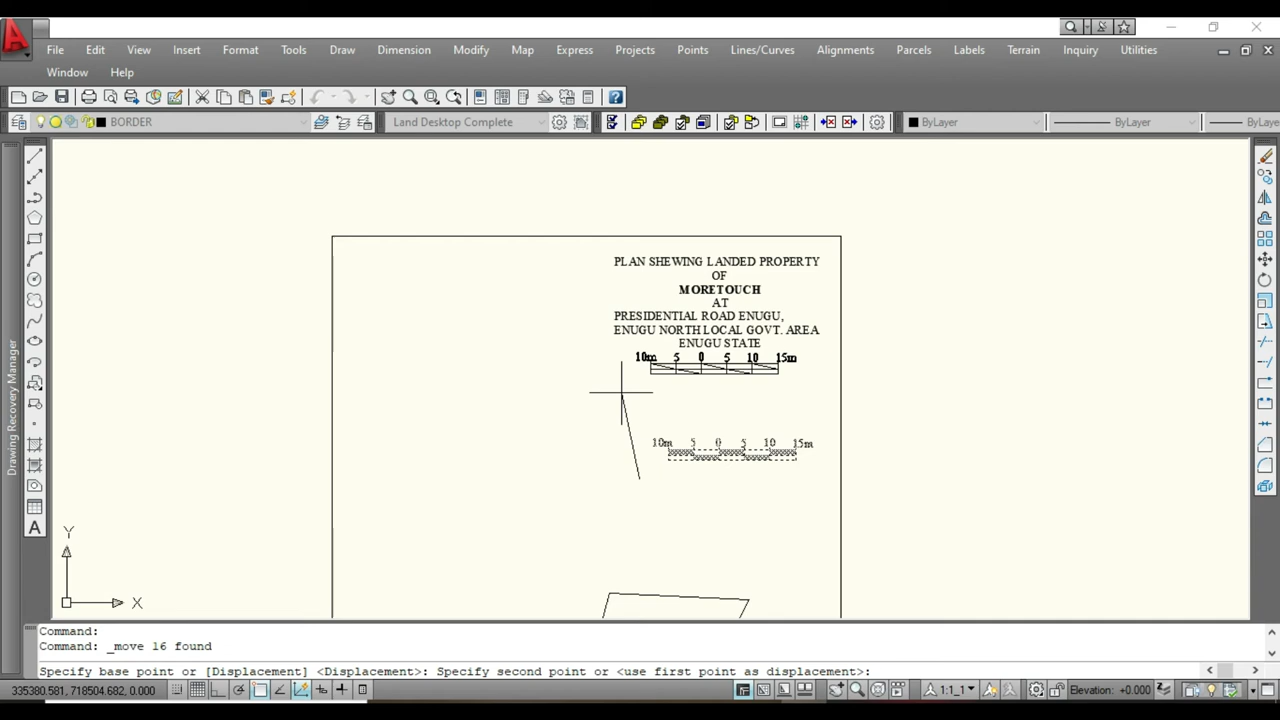 File Edit View Insert Format Tools Draw Dimension Modify Map Express Projects Points Lines/Curves Alignments Parcels Labels Terrain Inquiry Utilities
Window Help
BORDER Land Desktop Complete ByLayer ByLayer ByLaye
PLAN SHEWING LANDED PROPERTY
OF
MORETOUCH
AT
PRESIDENTIAL ROAD ENUGU,
ENUGU NORTH LOCAL GOVT. AREA
ENUGU STATE
10m 5 0 5 10 15m
10m 5 0 5 10 15m
Drawing Recovery Manager
A
Y
X
Command:
Command: _move 16 found
Specify base point or [Displacement] <Displacement>: Specify second point or <use first point as displacement>:
335380.581, 718504.682, 0.000 1:1_1 Elevation: +0.000